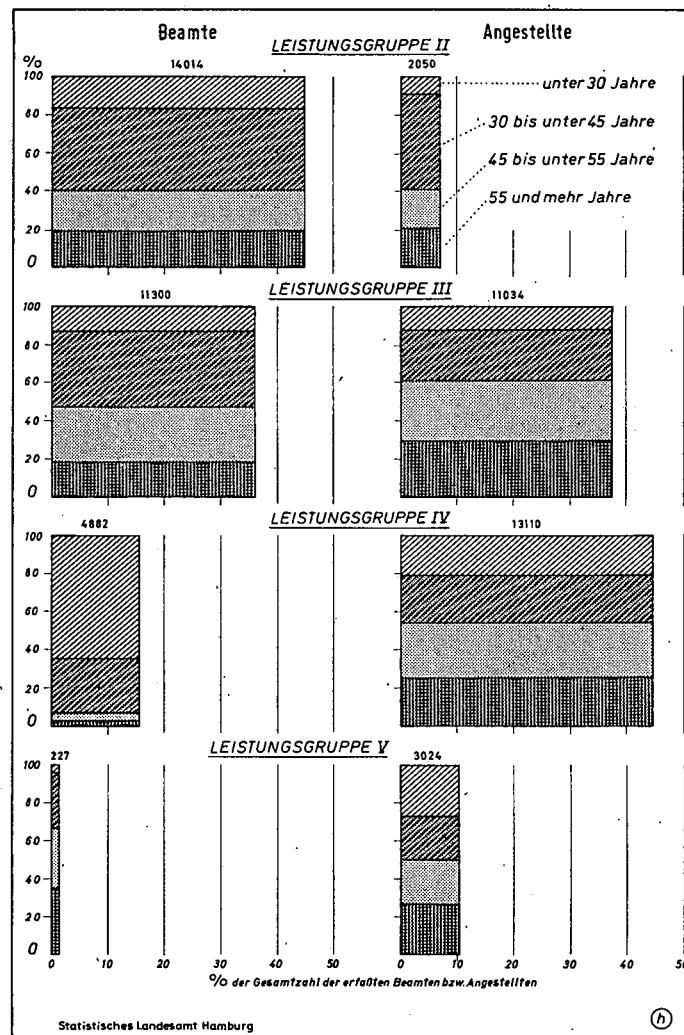 Beamte Angestellte
LEISTUNGSGRUPPE II
% 14014 2050
100
80
60
40
20
0
unter 30 Jahre
30 bis unter 45 Jahre
45 bis unter 55 Jahre
55 und mehr Jahre
LEISTUNGSGRUPPE III
11300 11034
100
80
60
40
20
0
LEISTUNGSGRUPPE IV
4882 13110
100
80
60
40
20
0
LEISTUNGSGRUPPE V
227 3024
100
80
60
40
20
0
0 10 20 30 40 50 0 10 20 30 40 50
% der Gesamtzahl der erfaßten Beamten bzw. Angestellten
Statistisches Landesamt Hamburg h